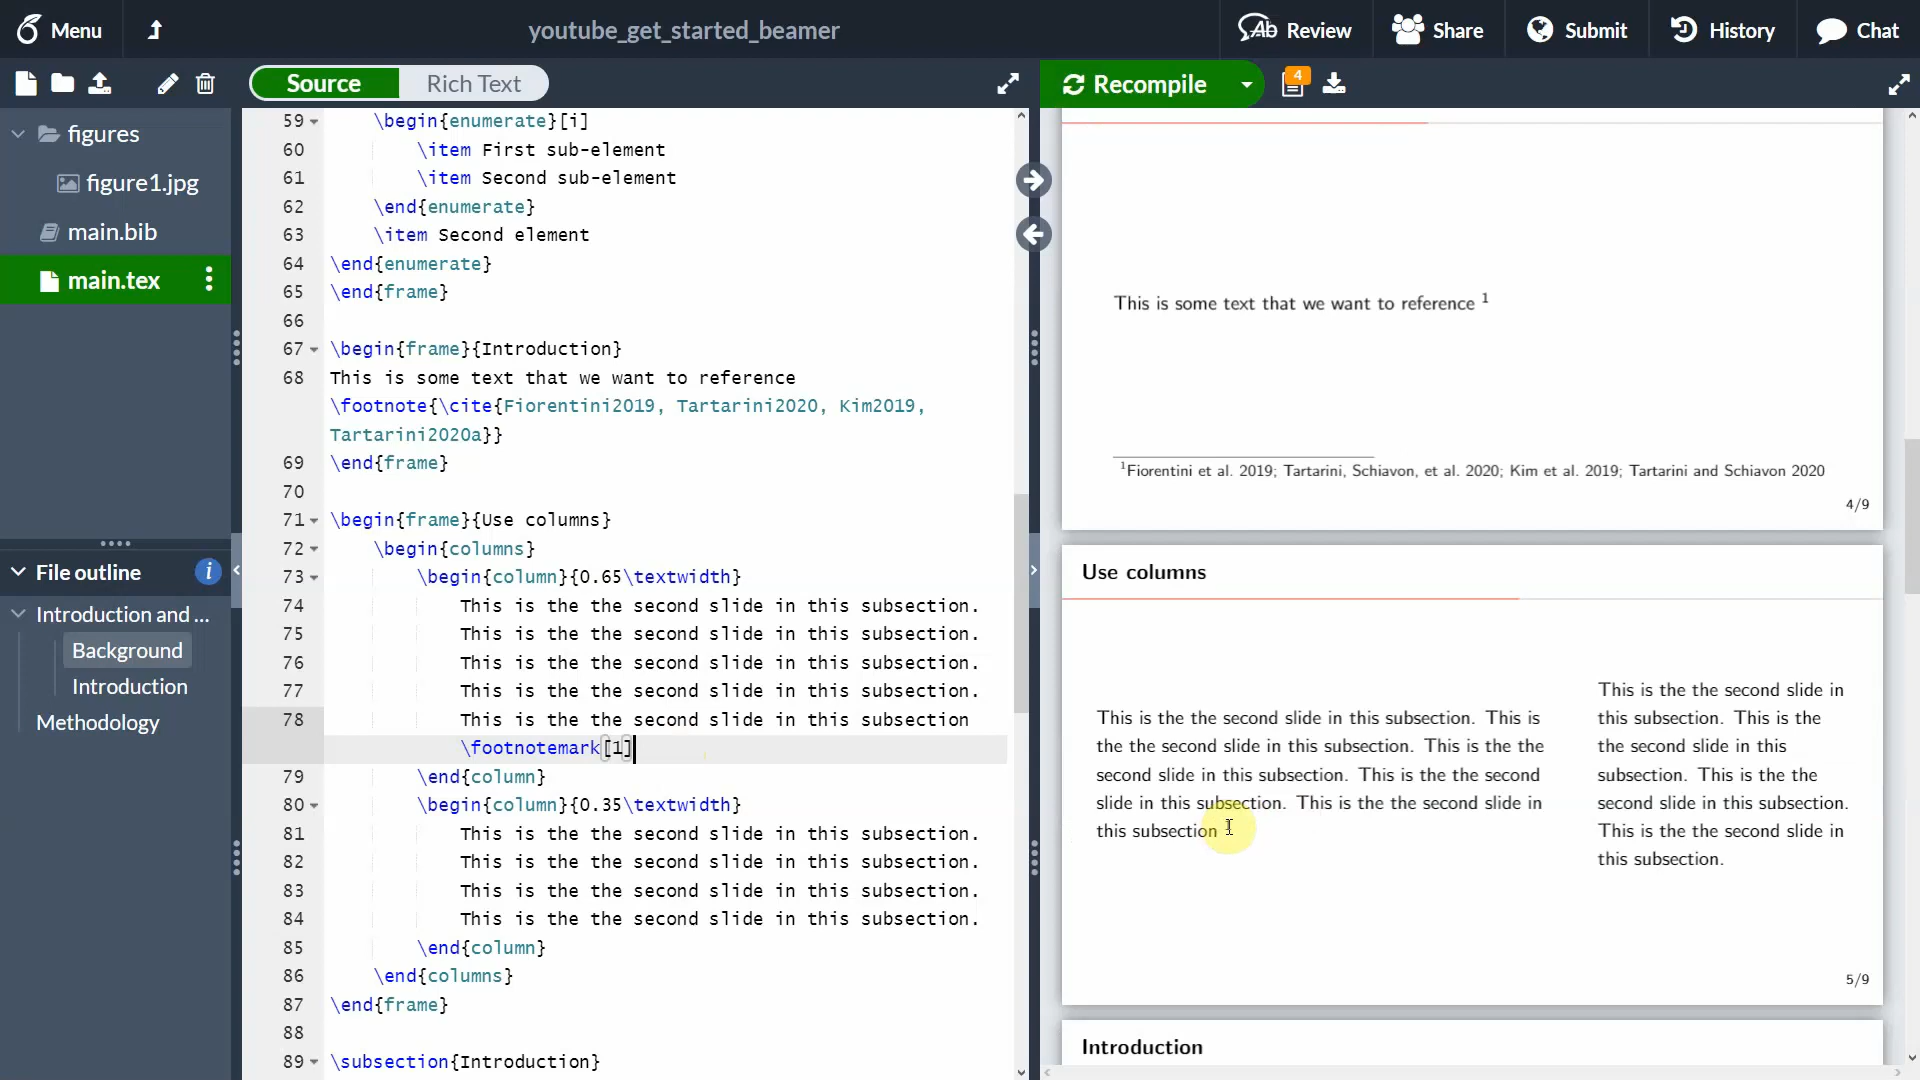 Menu
youtube_get_started_beamer
Review
Share
Submit
History
Chat
Source
Rich Text
Recompile
4
figures
figure1.jpg
main.bib
main.tex
File outline
i
Introduction and ...
Background
Introduction
Methodology
59 \begin{enumerate}[i]
60 \item First sub-element
61 \item Second sub-element
62 \end{enumerate}
63 \item Second element
64 \end{enumerate}
65 \end{frame}
66
67 \begin{frame}{Introduction}
68 This is some text that we want to reference
\footnote{\cite{Fiorentini2019, Tartarini2020, Kim2019,
Tartarini2020a}}
69 \end{frame}
70
71 \begin{frame}{Use columns}
72 \begin{columns}
73 \begin{column}{0.65\textwidth}
74 This is the the second slide in this subsection.
75 This is the the second slide in this subsection.
76 This is the the second slide in this subsection.
77 This is the the second slide in this subsection.
78 This is the the second slide in this subsection
\footnotemark[1]
79 \end{column}
80 \begin{column}{0.35\textwidth}
81 This is the the second slide in this subsection.
82 This is the the second slide in this subsection.
83 This is the the second slide in this subsection.
84 This is the the second slide in this subsection.
85 \end{column}
86 \end{columns}
87 \end{frame}
88
89 \subsection{Introduction}
This is some text that we want to reference 1
1Fiorentini et al. 2019; Tartarini, Schiavon, et al. 2020; Kim et al. 2019; Tartarini and Schiavon 2020
4/9
Use columns
This is the the second slide in this subsection. This is
the the second slide in this subsection. This is the the
second slide in this subsection. This is the the second
slide in this subsection. This is the the second slide in
this subsection
This is the the second slide in
this subsection. This is the
the second slide in this
subsection. This is the the
second slide in this subsection.
This is the the second slide in
this subsection.
5/9
Introduction